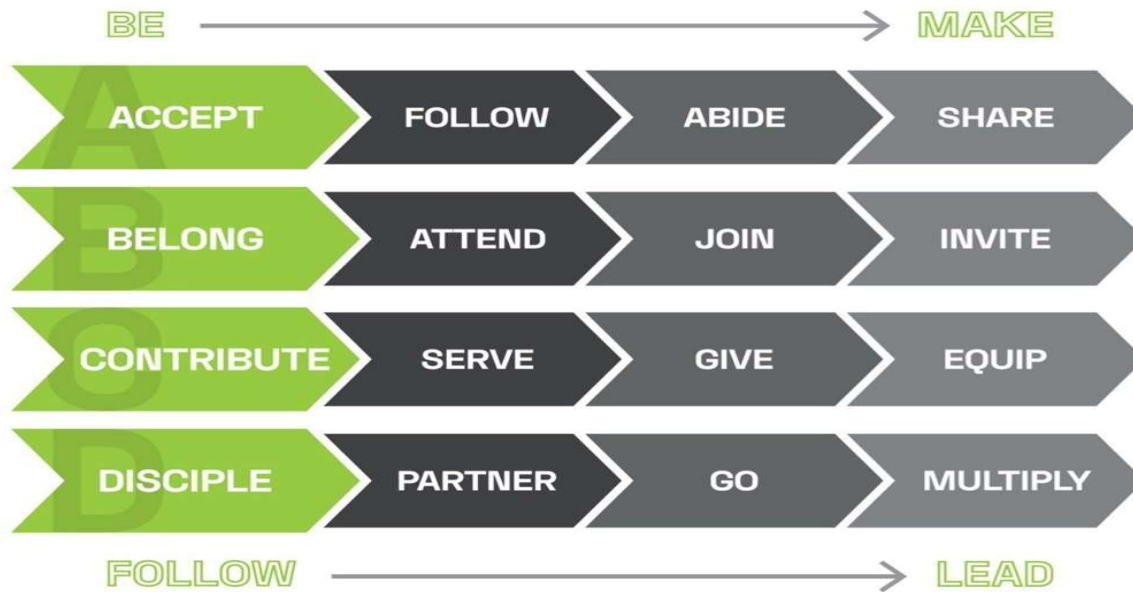 BE MAKE
A
ACCEPT FOLLOW ABIDE SHARE
B
BELONG ATTEND JOIN INVITE
C
CONTRIBUTE SERVE GIVE EQUIP
D
DISCIPLE PARTNER GO MULTIPLY
FOLLOW LEAD